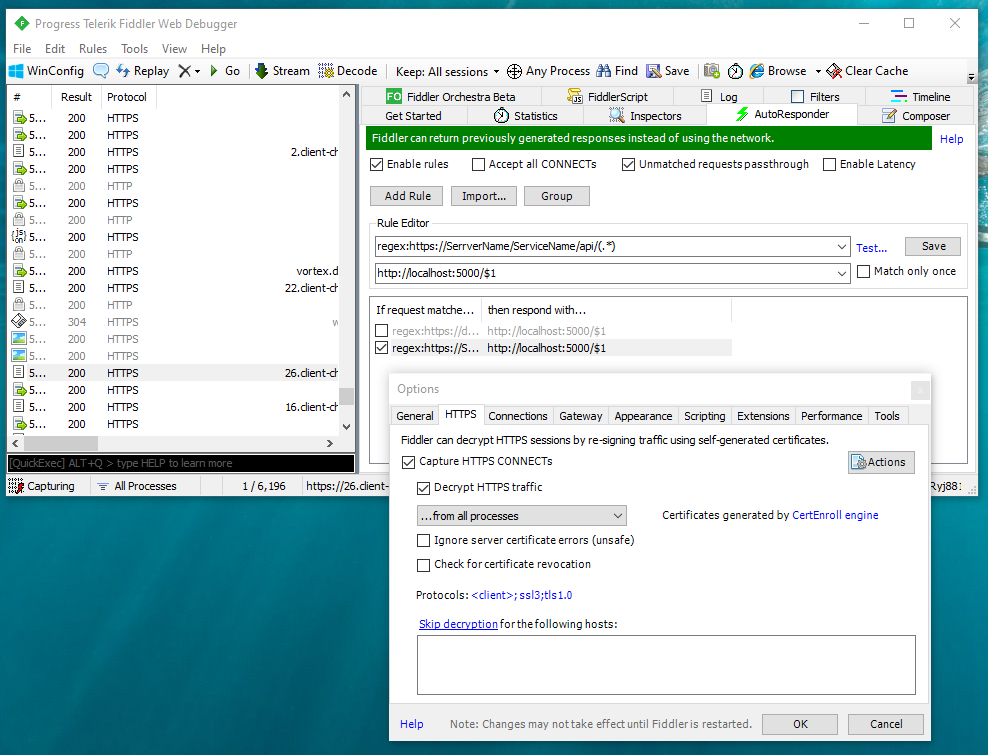 Progress Telerik Fiddler Web Debugger
File Edit Rules Tools View Help
WinConfig Replay Go Stream Decode Keep: All sessions Any Process Find Save Browse Clear Cache
# Result Protocol
5... 200 HTTPS
5... 200 HTTPS
5... 200 HTTPS 2.client-ch
5... 200 HTTPS
5... 200 HTTP
5... 200 HTTPS
5... 200 HTTP
5... 200 HTTPS
5... 200 HTTP
5... 200 HTTPS vortex.d
5... 200 HTTPS 22.client-ch
5... 200 HTTP
5... 304 HTTPS w
5... 200 HTTPS
5... 200 HTTPS
5... 200 HTTPS 26.client-ch
5... 200 HTTPS
5... 200 HTTPS 16.client-ch
5... 200 HTTPS
[QuickExec] ALT+Q > type HELP to learn more
Capturing All Processes 1 / 6,196 https://26.client- Ryj881
FO Fiddler Orchestra Beta FiddlerScript Log Filters Timeline
Get Started Statistics Inspectors AutoResponder Composer
Fiddler can return previously generated responses instead of using the network. Help
Enable rules Accept all CONNECTs Unmatched requests passthrough Enable Latency
Add Rule Import... Group
Rule Editor
regex:https://SerrverName/ServiceName/api/(.*) Test... Save
http://localhost:5000/$1 Match only once
If request matche... then respond with...
regex:https://d... http://localhost:5000/$1
regex:https://S... http://localhost:5000/$1
Options
General HTTPS Connections Gateway Appearance Scripting Extensions Performance Tools
Fiddler can decrypt HTTPS sessions by re-signing traffic using self-generated certificates.
Capture HTTPS CONNECTs Actions
Decrypt HTTPS traffic
...from all processes Certificates generated by CertEnroll engine
Ignore server certificate errors (unsafe)
Check for certificate revocation
Protocols: <client>;ssl3;tls1.0
Skip decryption for the following hosts:
Help Note: Changes may not take effect until Fiddler is restarted. OK Cancel